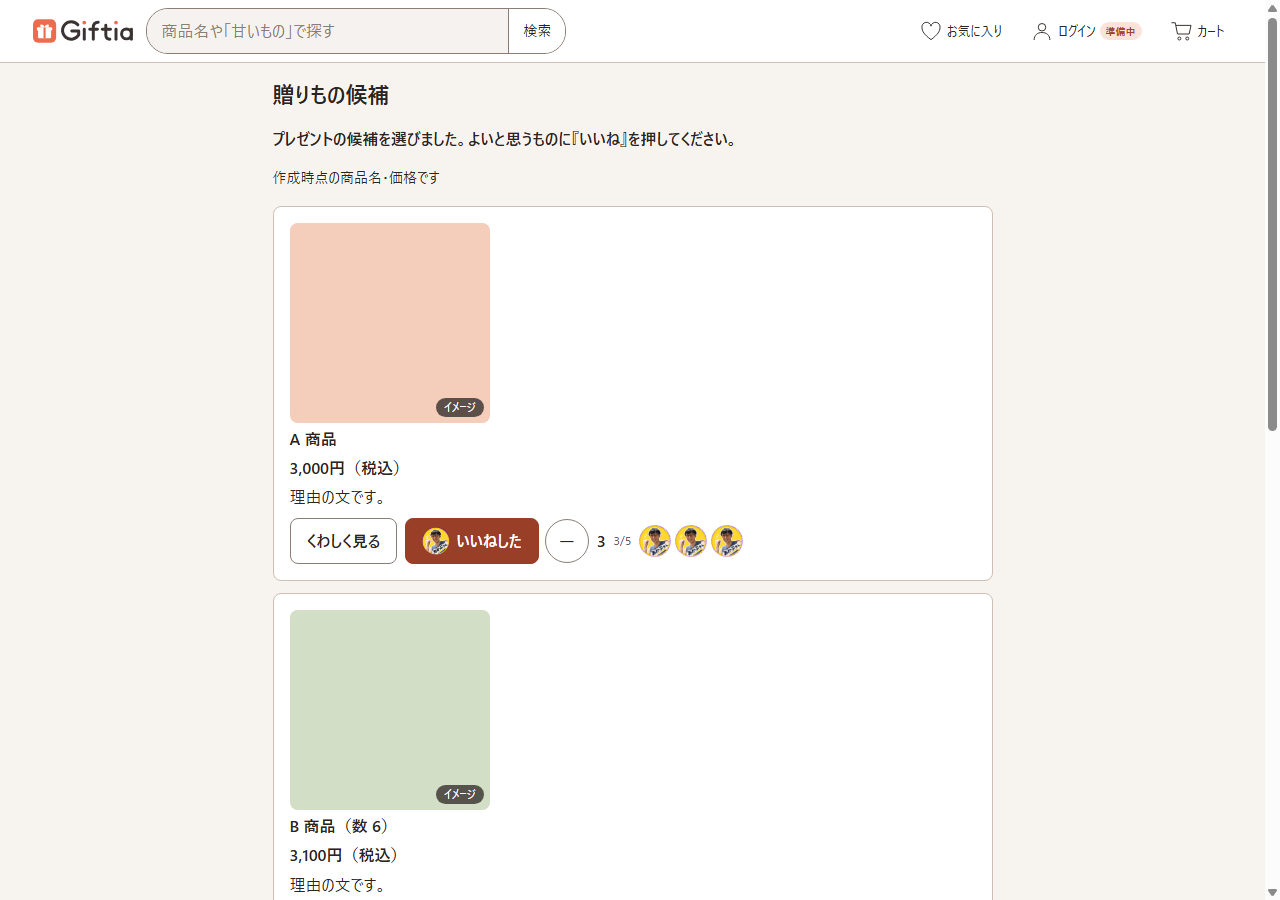 Giftia
商品名や「甘いもの」で探す
検索
お気に入り
ログイン
準備中
カート
贈りもの候補
プレゼントの候補を選びました。よいと思うものに『いいね』を押してください。
作成時点の商品名・価格です
イメージ
A 商品
3,000円（税込）
理由の文です。
くわしく見る
いいねした
3
3/5
イメージ
B 商品（数 6）
3,100円（税込）
理由の文です。